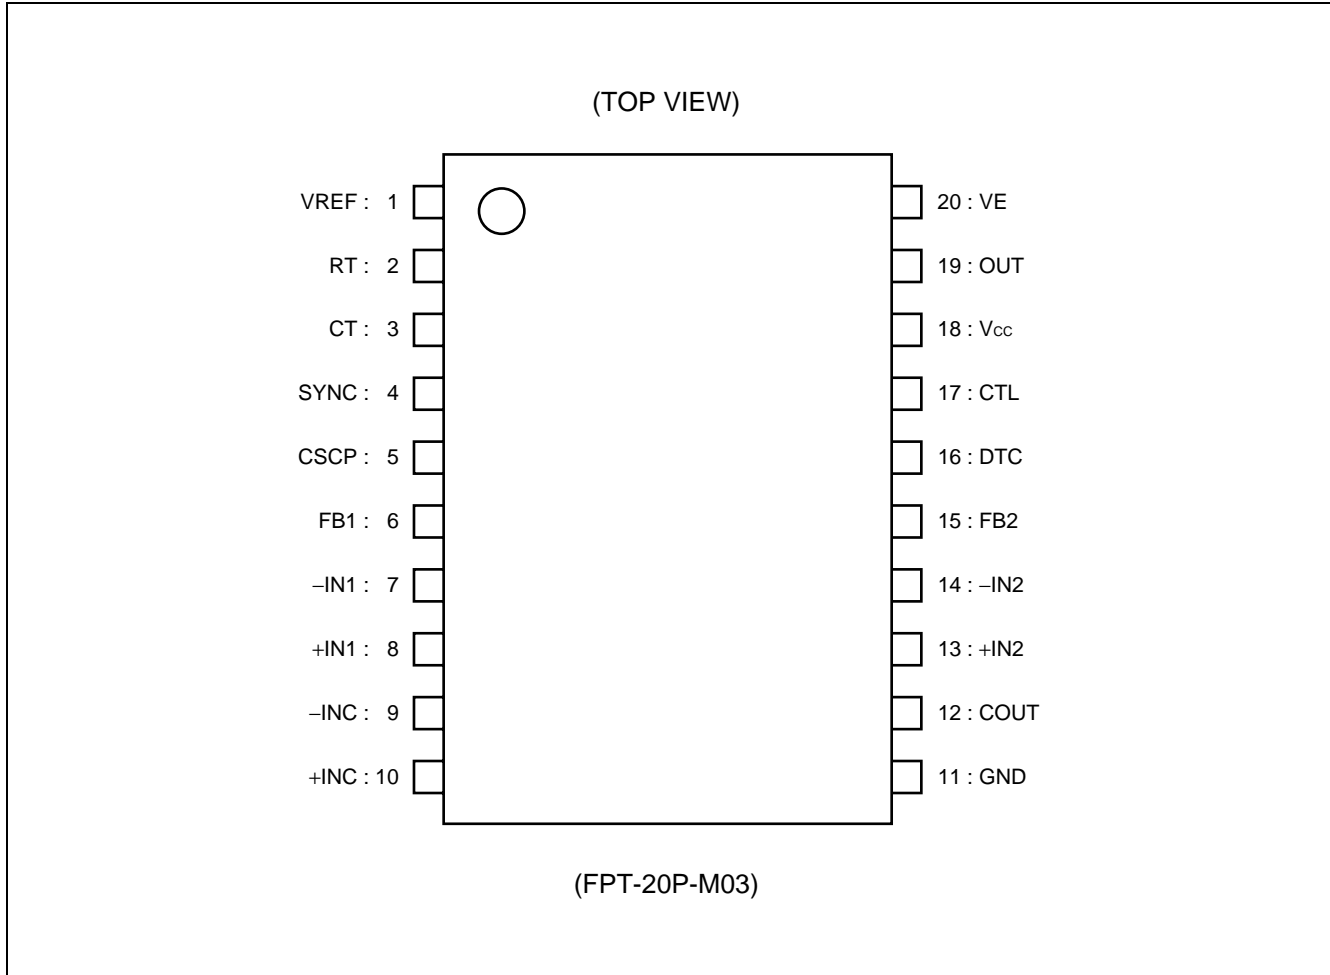 (TOP VIEW)
VREF : 1
20 : VE
RT : 2
19 : OUT
CT : 3
18 : VCC
SYNC : 4
17 : CTL
CSCP : 5
16 : DTC
FB1 : 6
15 : FB2
−IN1 : 7
14 : −IN2
+IN1 : 8
13 : +IN2
−INC : 9
12 : COUT
+INC : 10
11 : GND
(FPT-20P-M03)